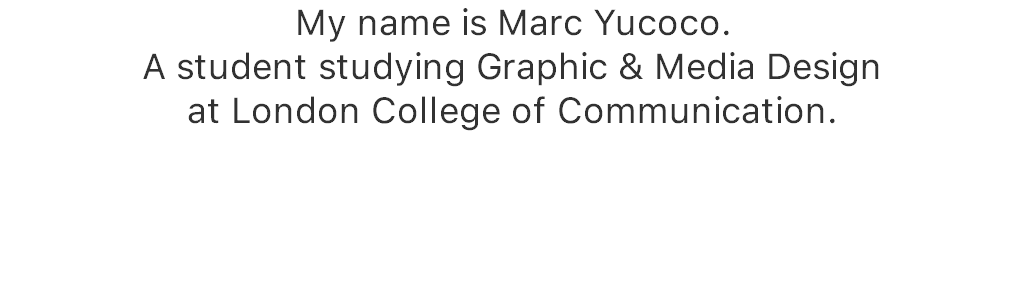 My name is Marc Yucoco.
A student studying Graphic & Media Design
at London College of Communication.